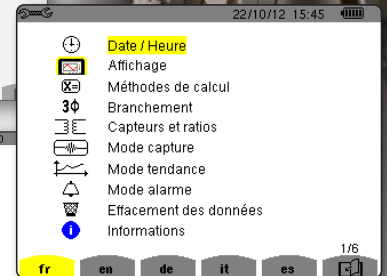 22/10/12 15:45
Date / Heure
Affichage
Méthodes de calcul
3φ Branchement
Capteurs et ratios
Mode capture
Mode tendance
Mode alarme
Effacement des données
i Informations
1/6
fr en de it es